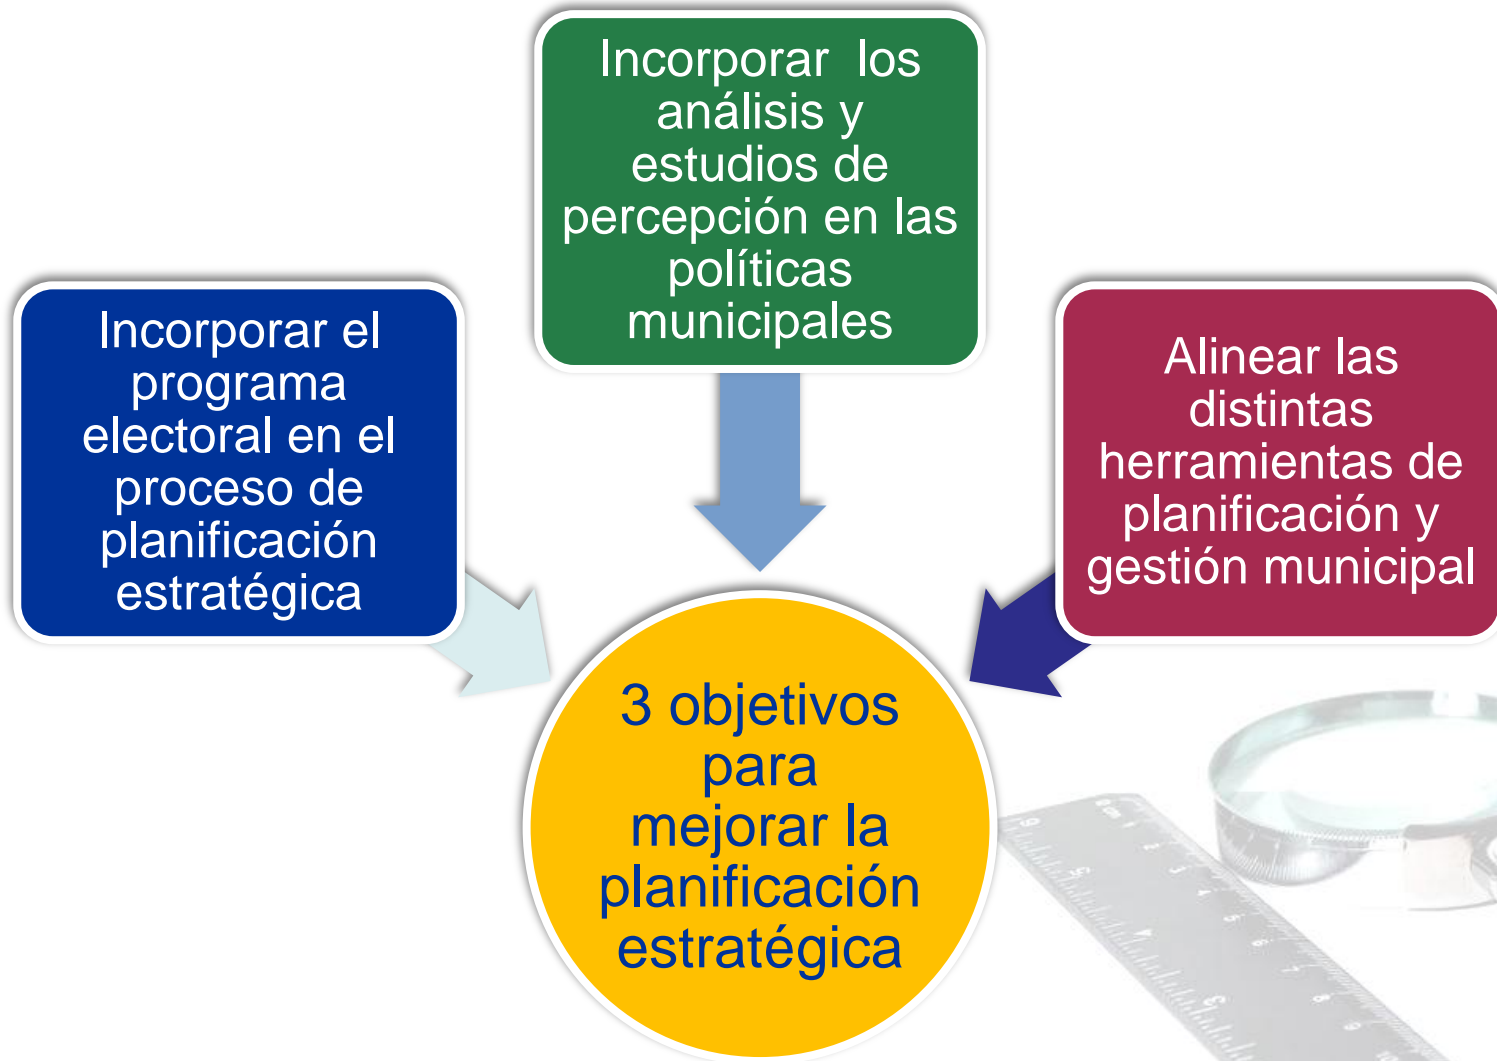 Incorporar los
análisis y
estudios de
percepción en las
políticas
municipales
Incorporar el
programa
electoral en el
proceso de
planificación
estratégica
Alinear las
distintas
herramientas de
planificación y
gestión municipal
3 objetivos
para
mejorar la
planificación
estratégica